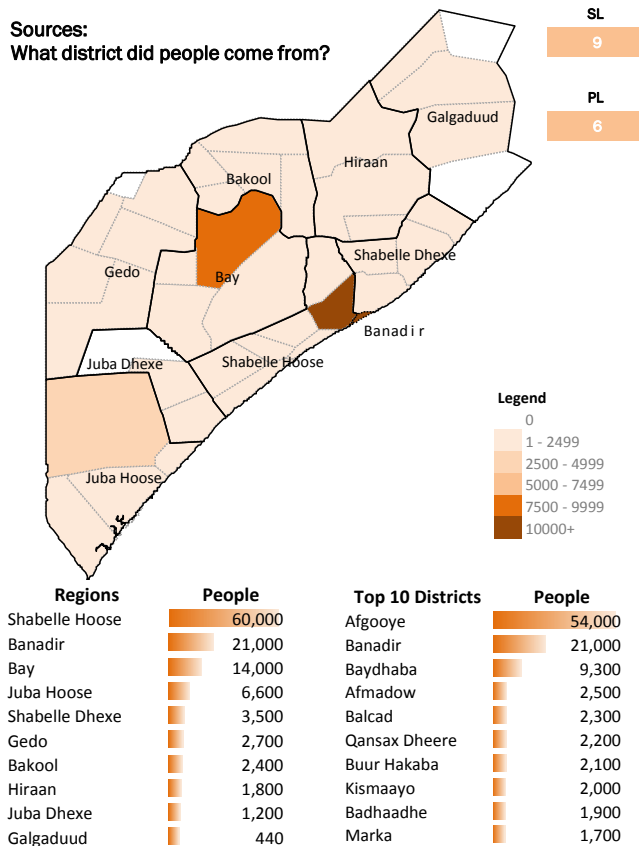 Sources:
What district did people come from?
SL
9
PL
6
Galgaduud
Hiraan
Bakool
Shabelle Dhexe
Gedo
Bay
Banadir
Juba Dhexe
Shabelle Hoose
Juba Hoose
Legend
0
1 - 2499
2500 - 4999
5000 - 7499
7500 - 9999
10000+
Regions People
Shabelle Hoose 60,000
Banadir 21,000
Bay 14,000
Juba Hoose 6,600
Shabelle Dhexe 3,500
Gedo 2,700
Bakool 2,400
Hiraan 1,800
Juba Dhexe 1,200
Galgaduud 440
Top 10 Districts People
Afgooye 54,000
Banadir 21,000
Baydhaba 9,300
Afmadow 2,500
Balcad 2,300
Qansax Dheere 2,200
Buur Hakaba 2,100
Kismaayo 2,000
Badhaadhe 1,900
Marka 1,700